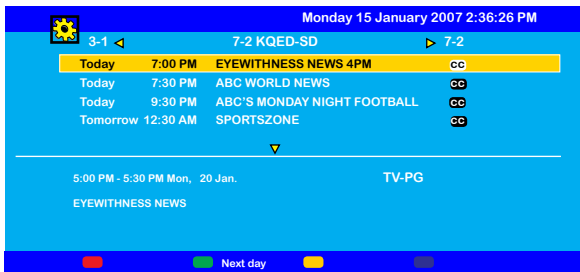 Monday 15 January 2007 2:36:26 PM
3-1 7-2 KQED-SD 7-2
Today 7:00 PM EYEWITHNESS NEWS 4PM CC
Today 7:30 PM ABC WORLD NEWS CC
Today 9:30 PM ABC'S MONDAY NIGHT FOOTBALL CC
Tomorrow 12:30 AM SPORTSZONE CC
5:00 PM - 5:30 PM Mon, 20 Jan. TV-PG
EYEWITHNESS NEWS
Next day